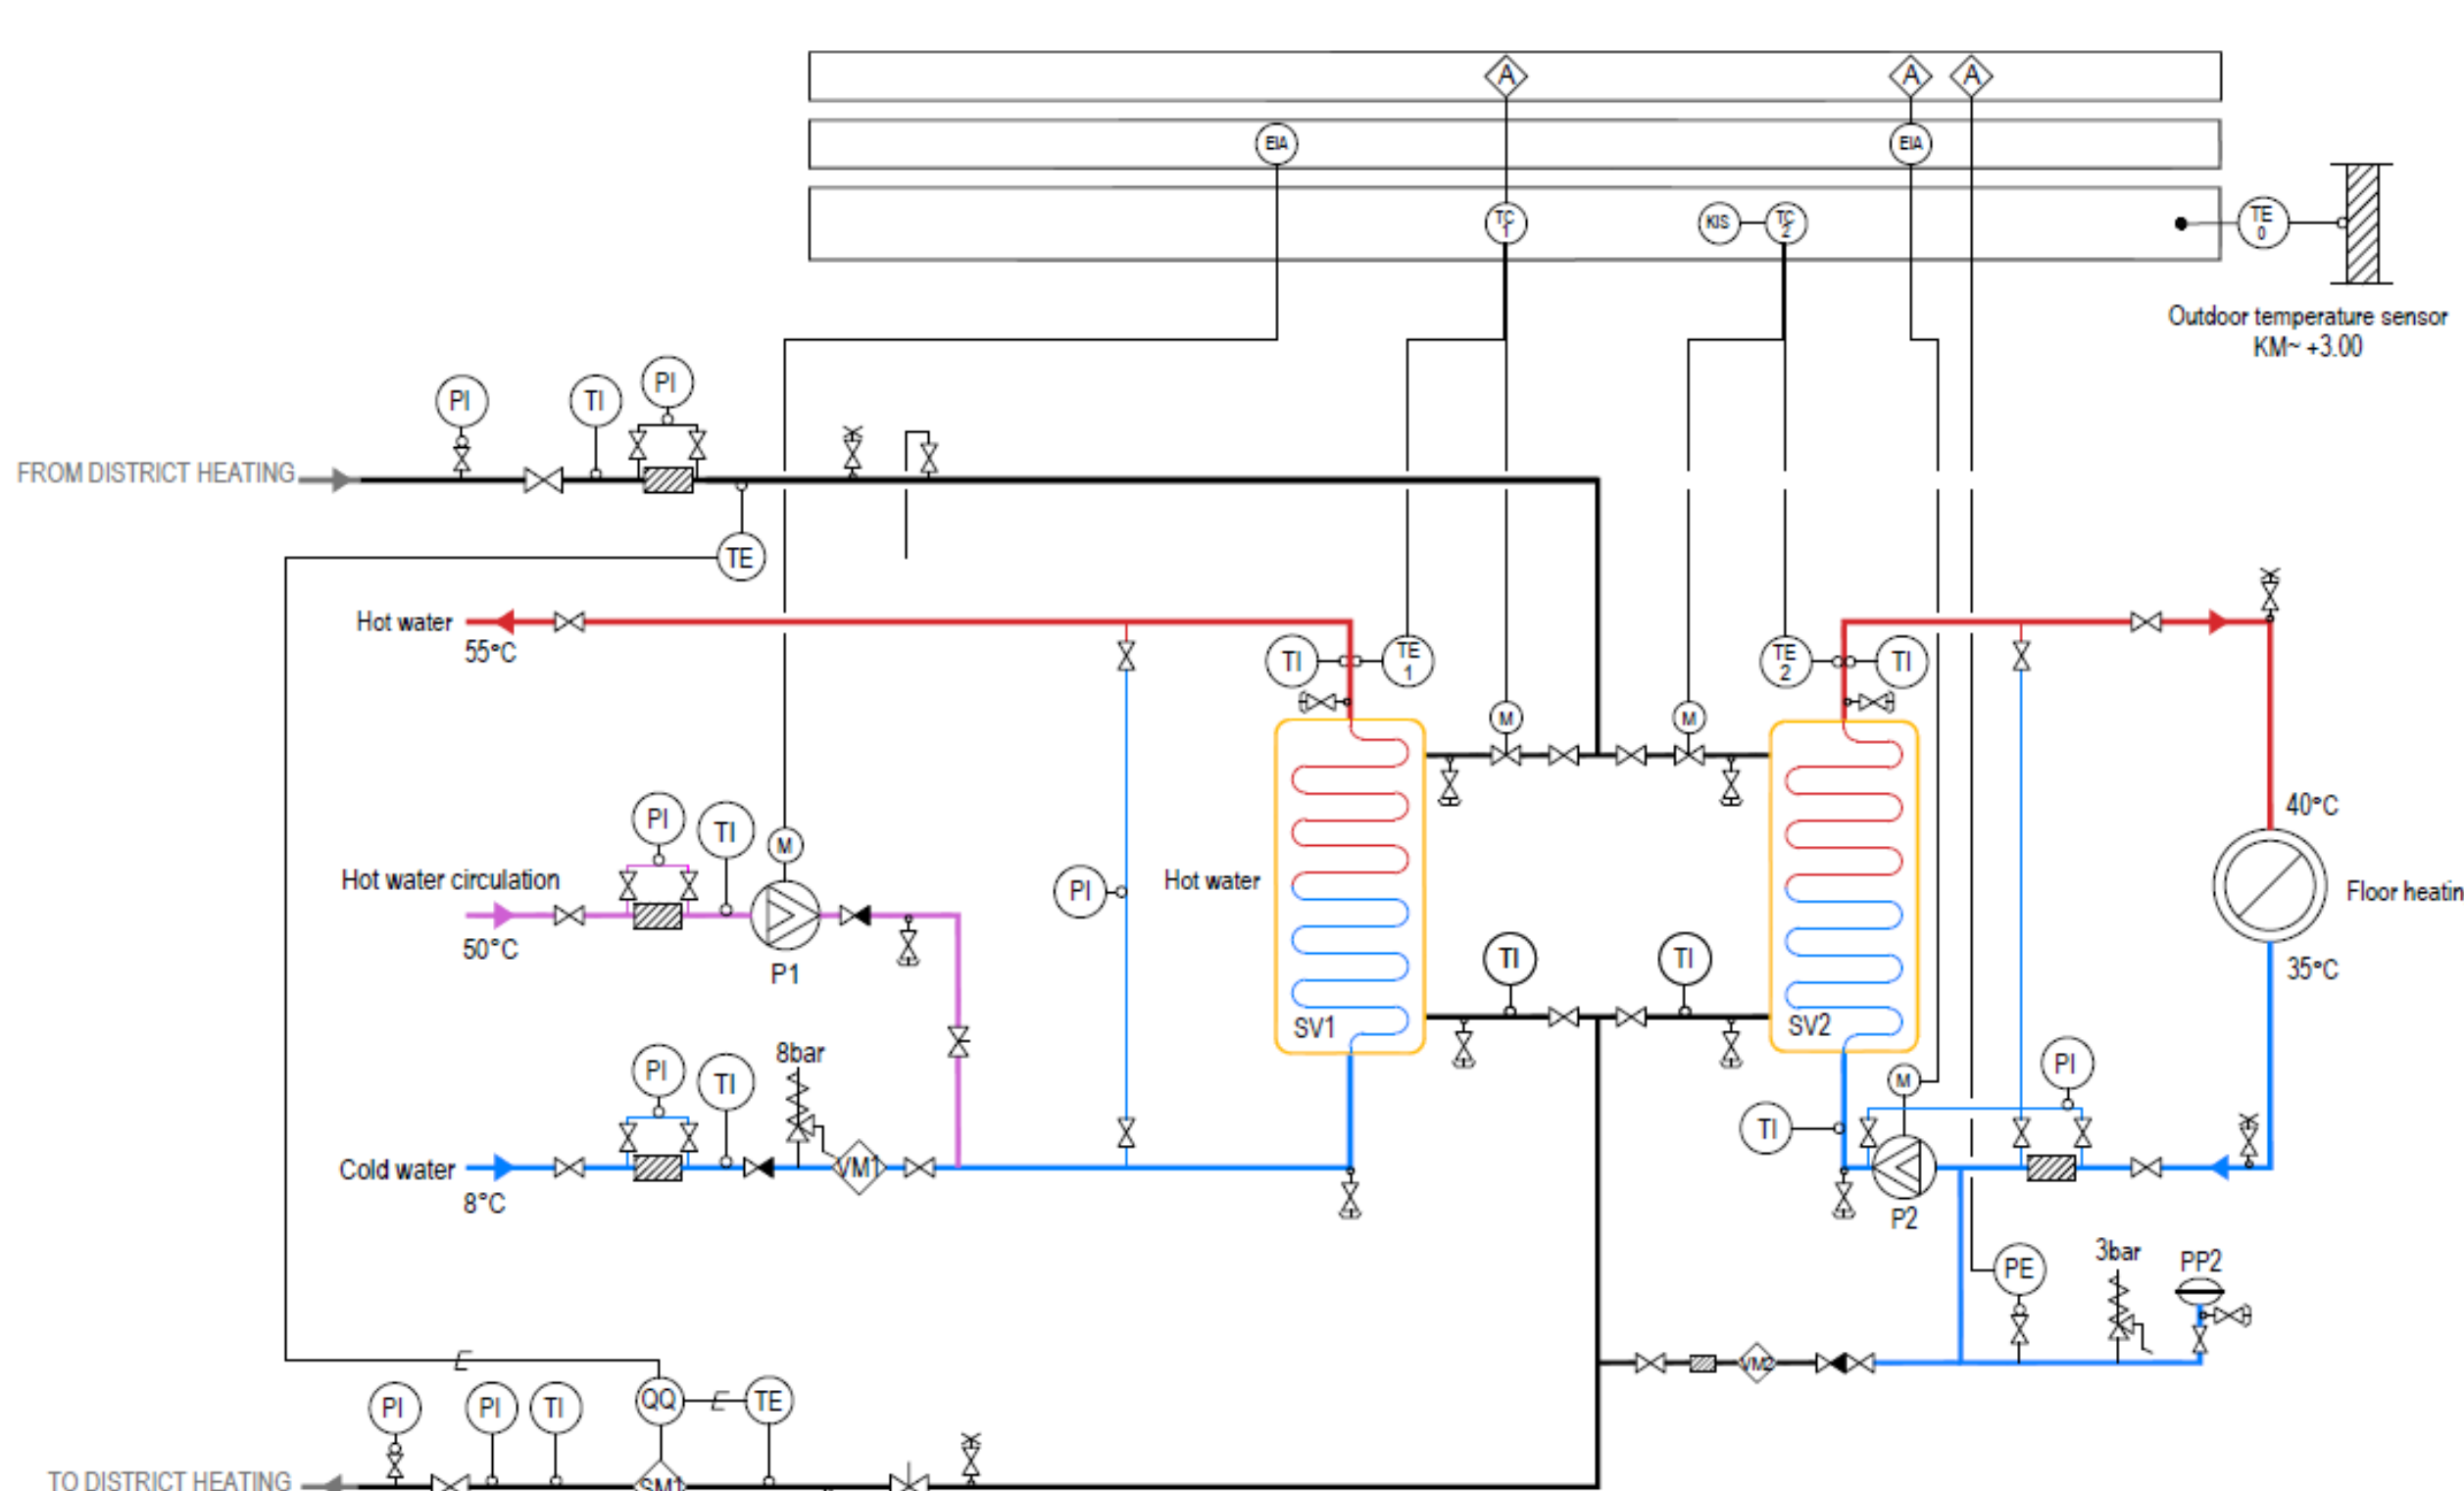 A
A
A
EIA
EIA
TC
1
KIS
TC
2
TE
0
Outdoor temperature sensor
KM~ +3.00
PI
TI
PI
FROM DISTRICT HEATING
TE
Hot water
55°C
TI
TE
1
TE
2
TI
M
M
40°C
PI
TI
M
Hot water circulation
50°C
P1
PI
Hot water
Floor heatin
35°C
TI
TI
SV1
SV2
8bar
PI
TI
M
PI
TI
Cold water
8°C
VM1
P2
PE
3bar
PP2
VM2
PI
PI
TI
QQ
TE
TO DISTRICT HEATING
SM1